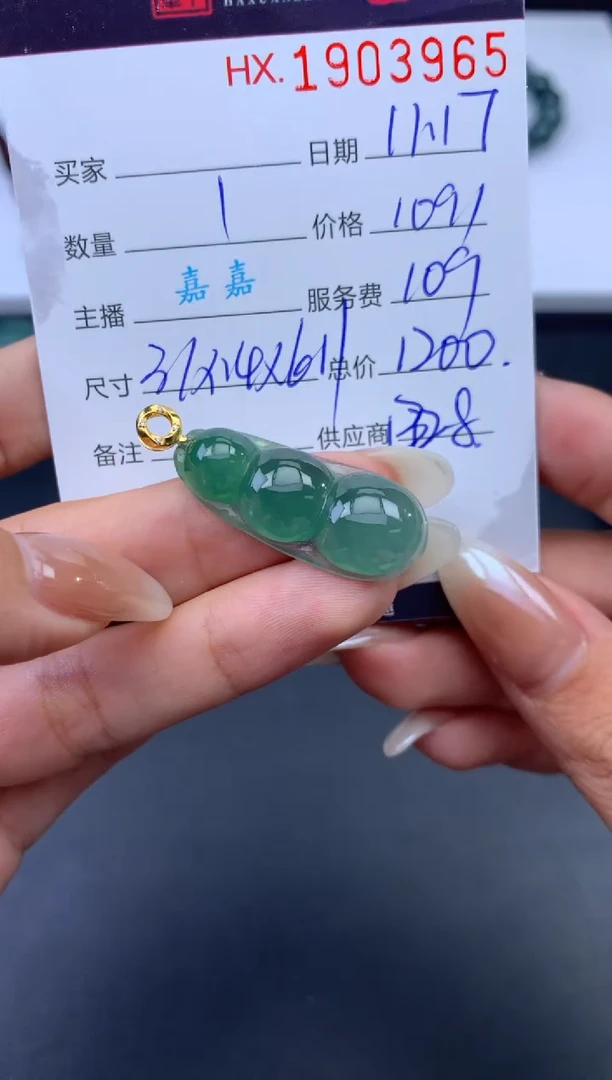 HX.1903965
买家 日期 11.17
数量 1 价格 1091
主播 嘉嘉 服务费 109
尺寸 总价 1200.
备注 供应商